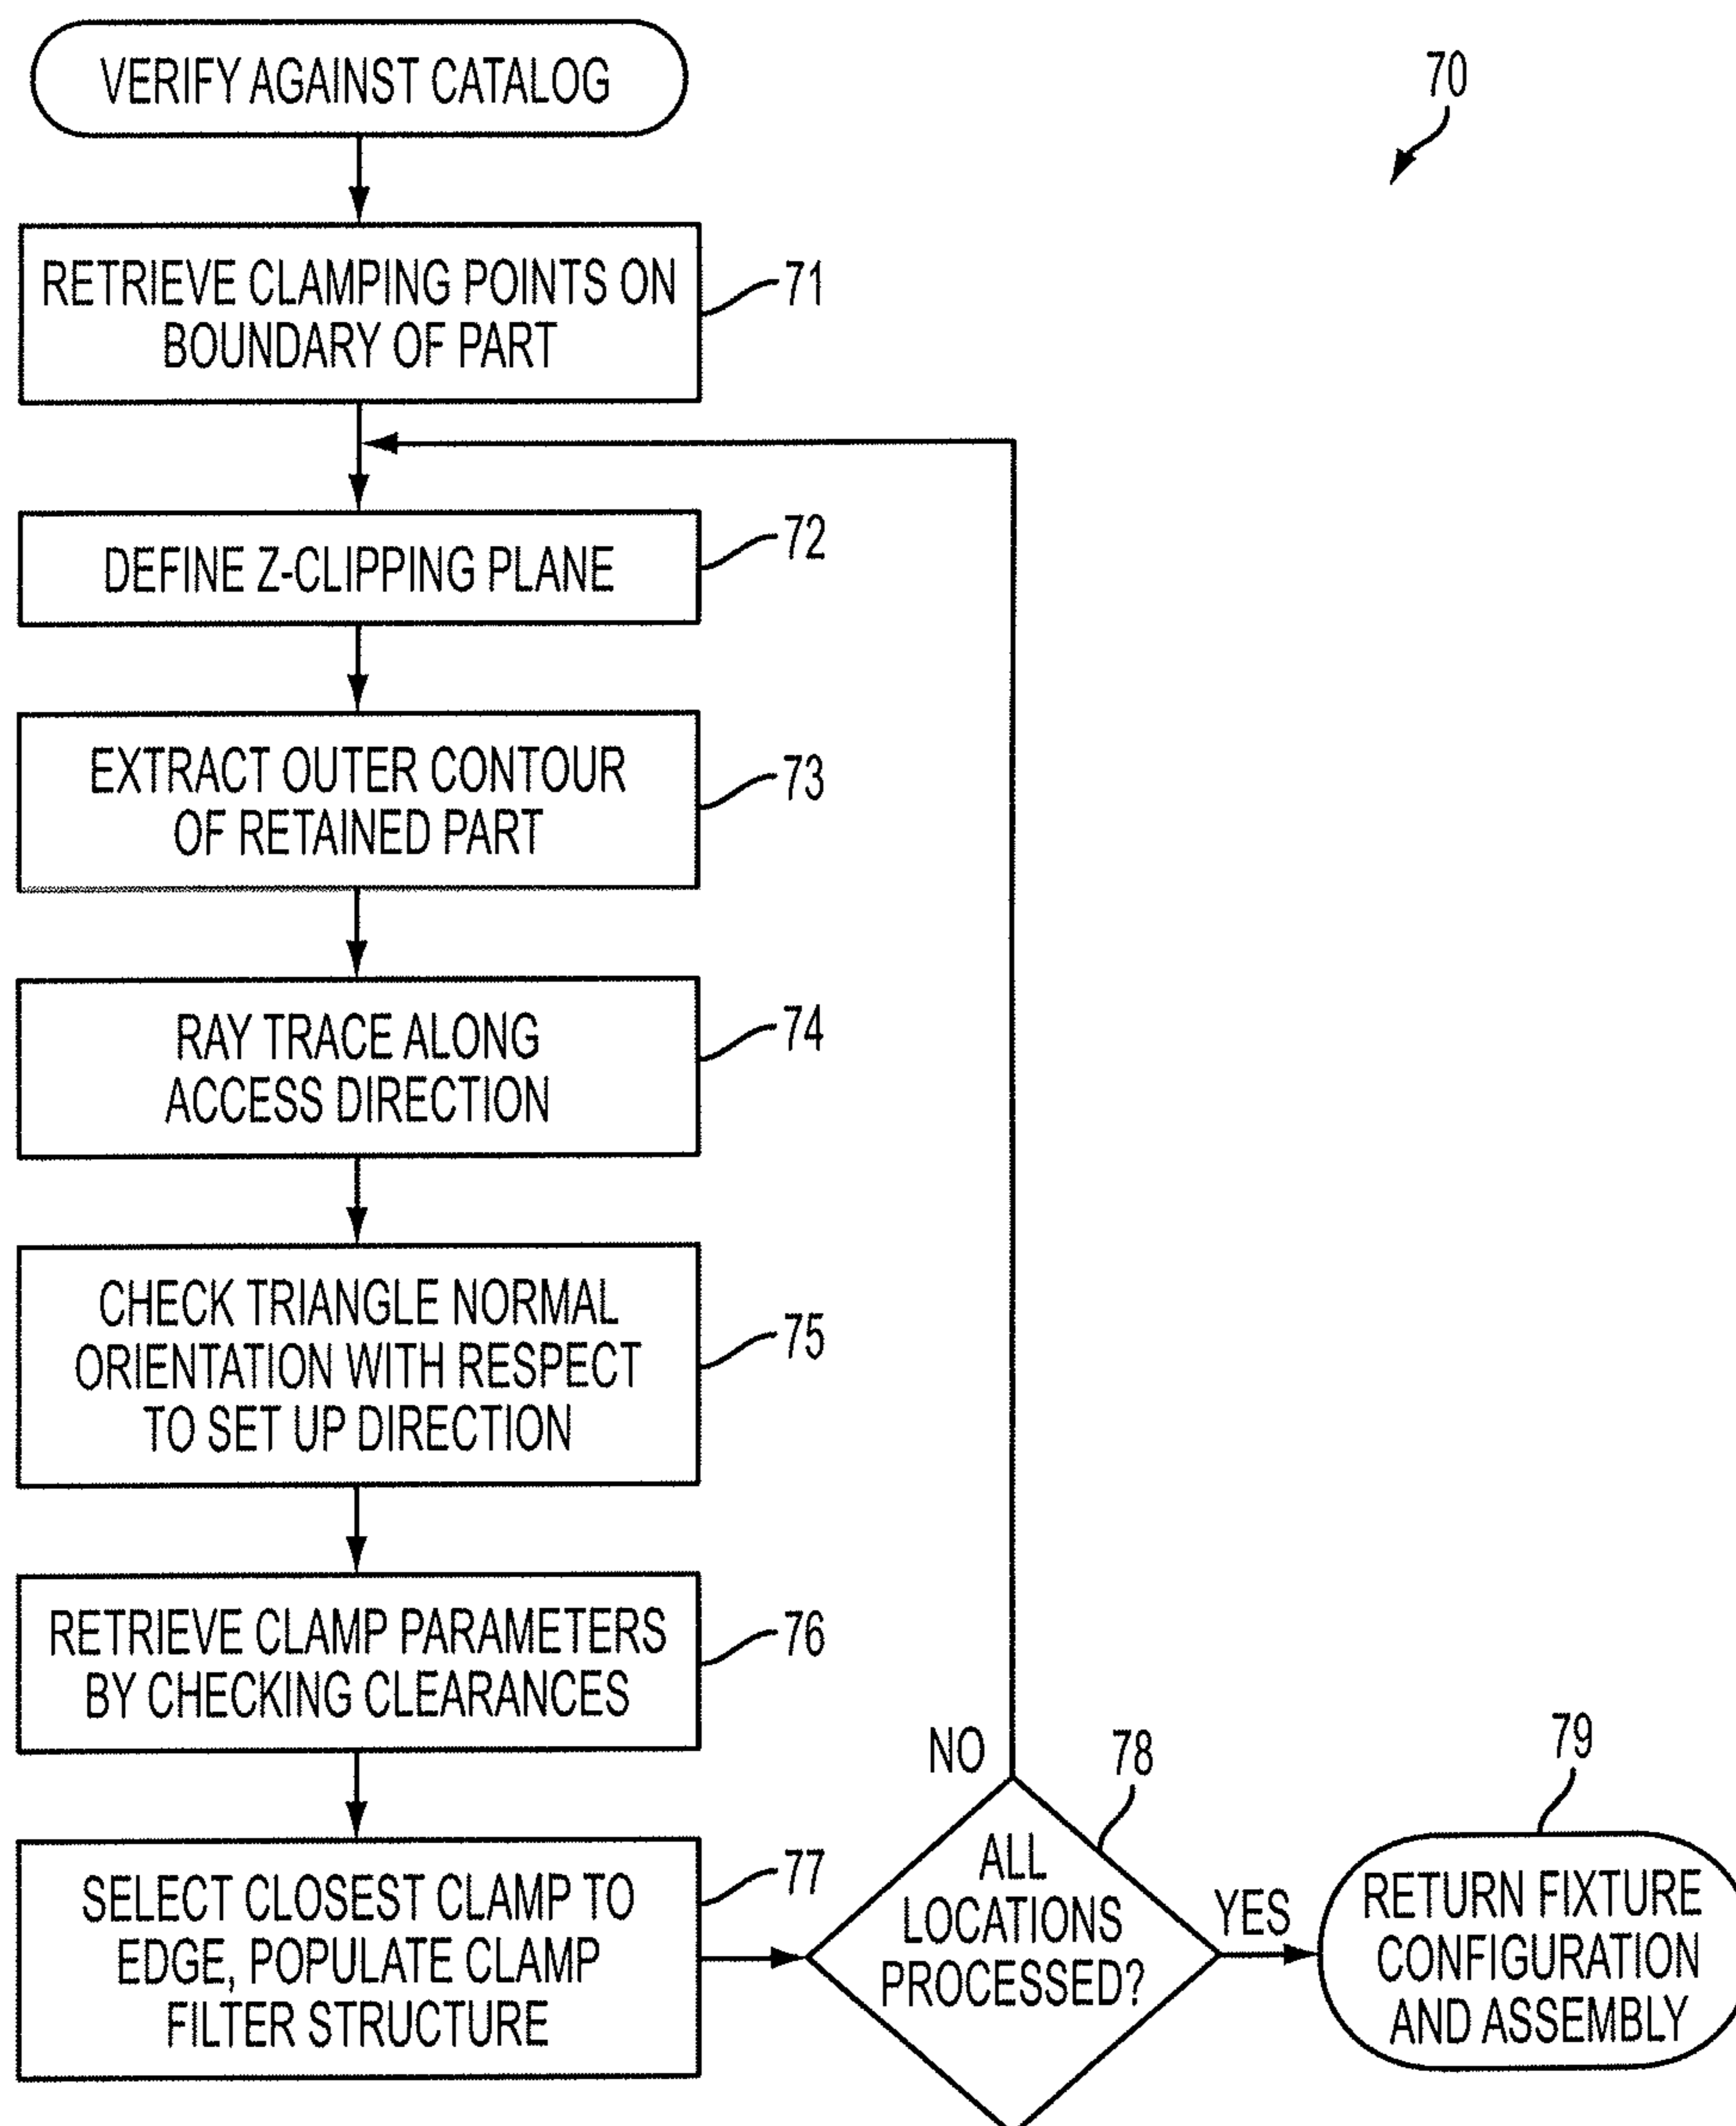 VERIFY AGAINST CATALOG
70
RETRIEVE CLAMPING POINTS ON
BOUNDARY OF PART
71
DEFINE Z-CLIPPING PLANE
72
EXTRACT OUTER CONTOUR
OF RETAINED PART
73
RAY TRACE ALONG
ACCESS DIRECTION
74
CHECK TRIANGLE NORMAL
ORIENTATION WITH RESPECT
TO SET UP DIRECTION
75
RETRIEVE CLAMP PARAMETERS
BY CHECKING CLEARANCES
76
SELECT CLOSEST CLAMP TO
EDGE, POPULATE CLAMP
FILTER STRUCTURE
77
NO
78
ALL
LOCATIONS
PROCESSED?
YES
79
RETURN FIXTURE
CONFIGURATION
AND ASSEMBLY